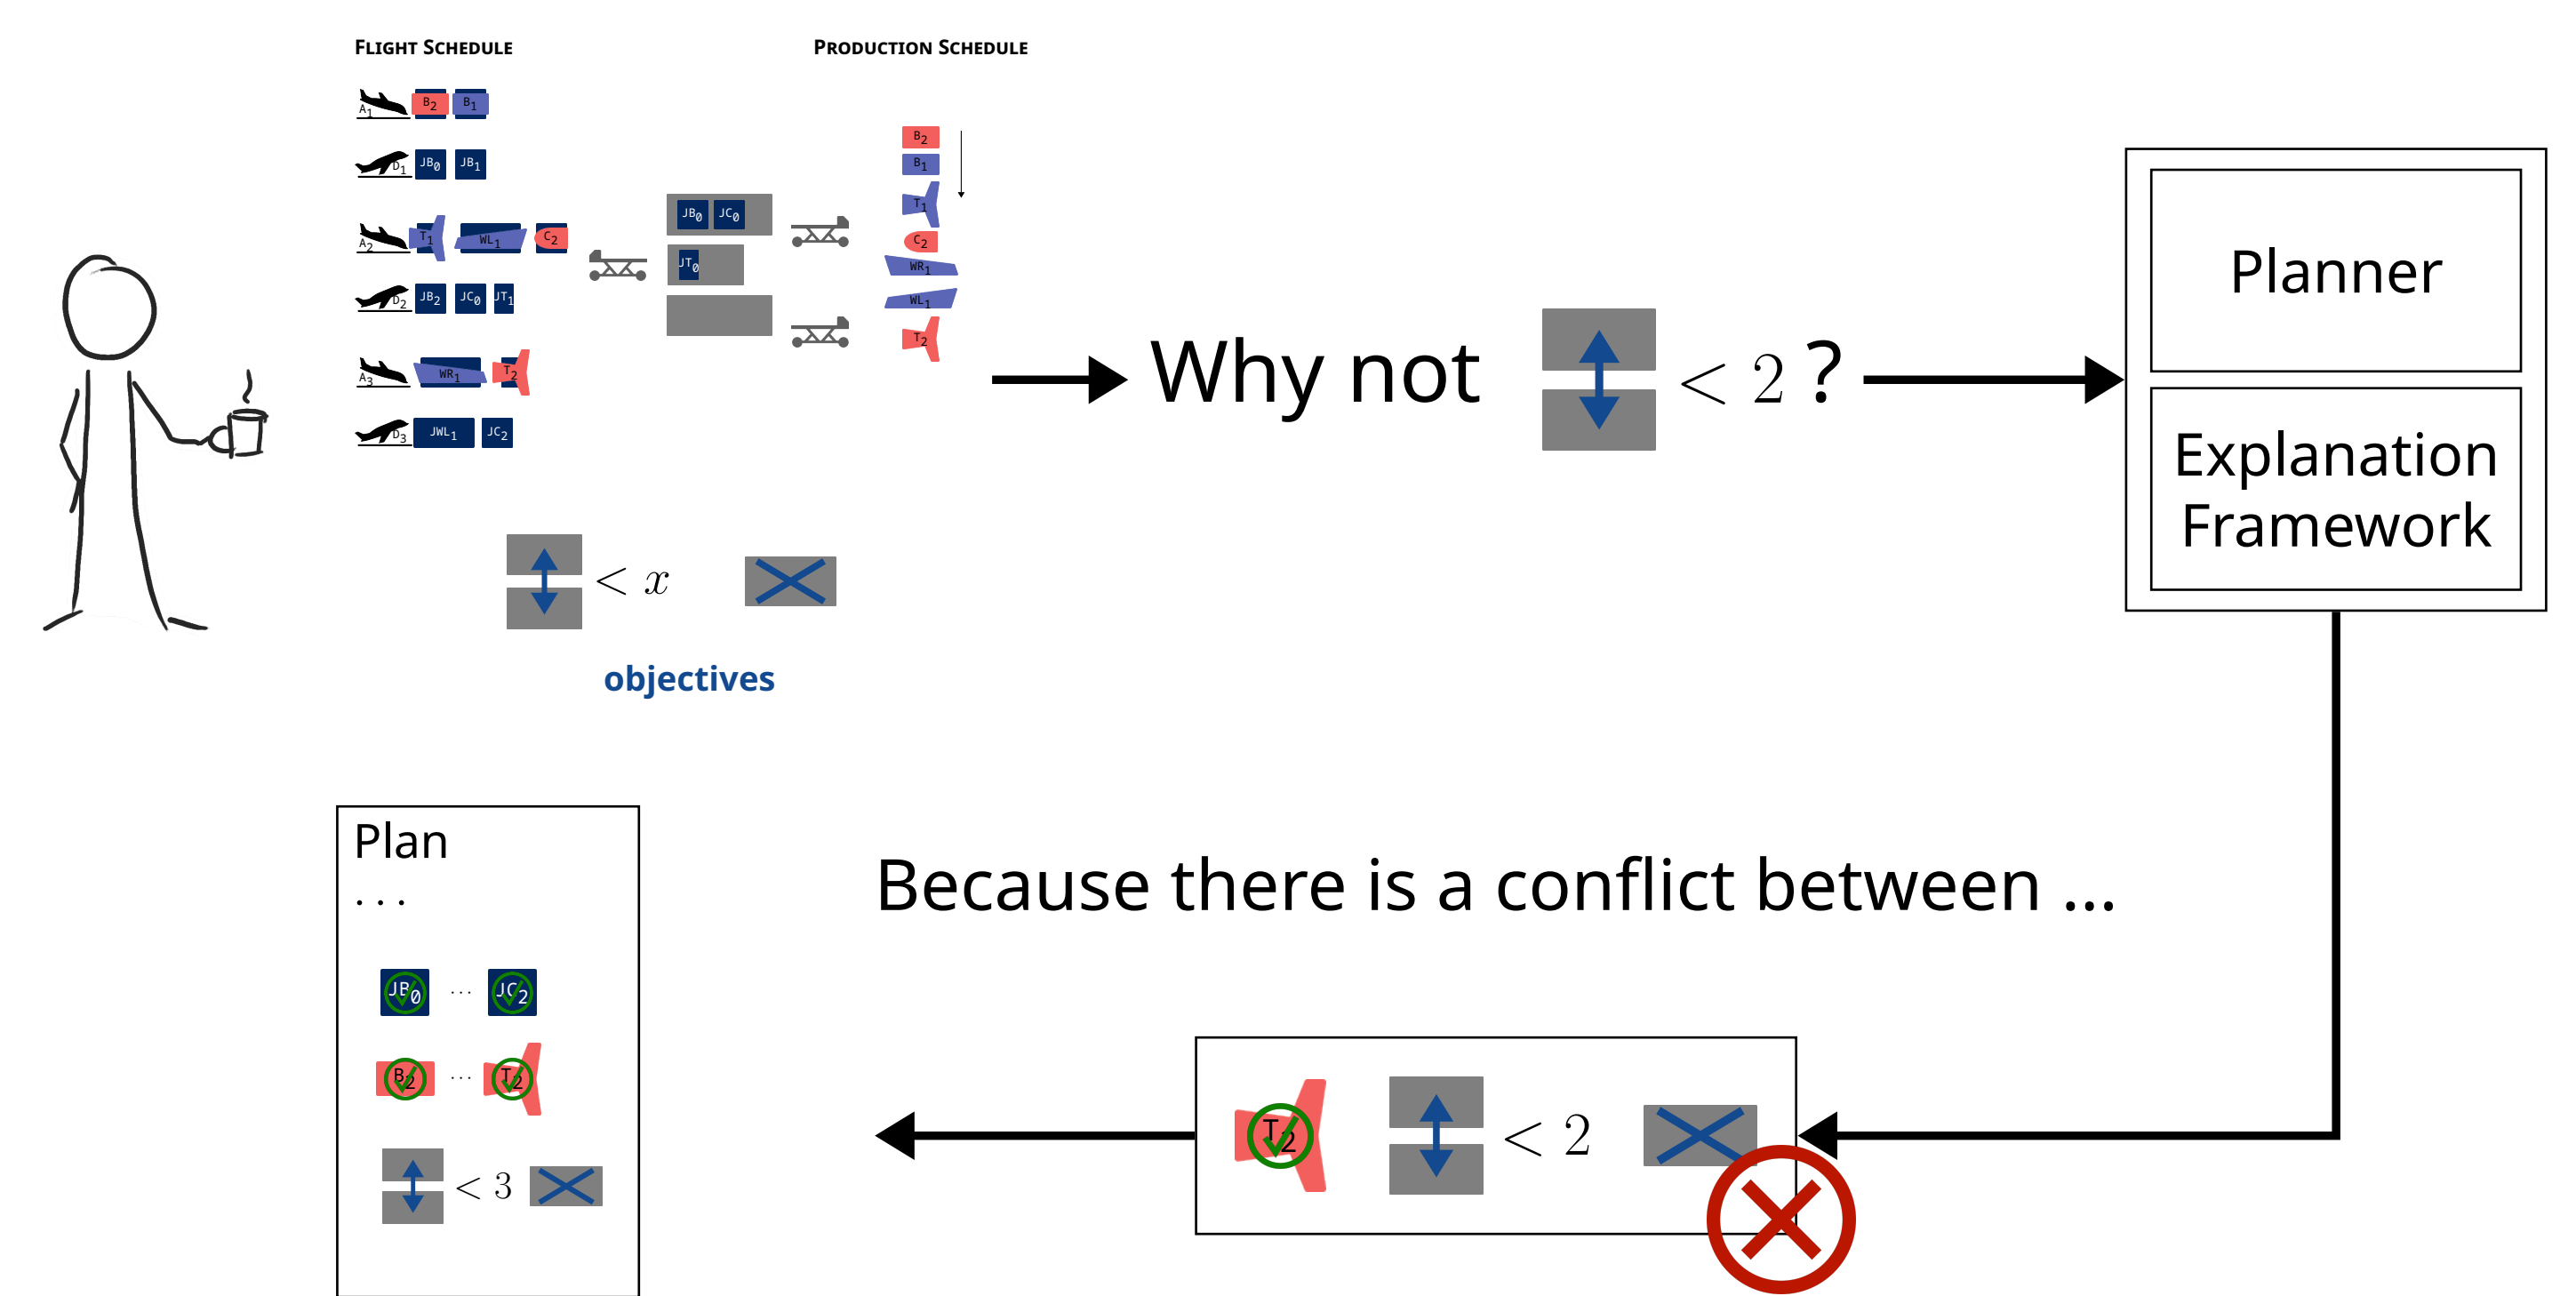 FLIGHT SCHEDULE
PRODUCTION SCHEDULE
A1 B2 B1
D1 JB0 JB1
A2 T1 WL1 C2
D2 JB2 JC0 JT1
A3 WR1 T2
D3 JWL1 JC2
JB0 JC0
JT0
B2
B1
T1
C2
WR1
WL1
T2
Why not < 2 ?
Planner
Explanation
Framework
< x
objectives
Plan
...
JB0 ... JC2
B2 ... T2
< 3
Because there is a conflict between ...
T2 < 2